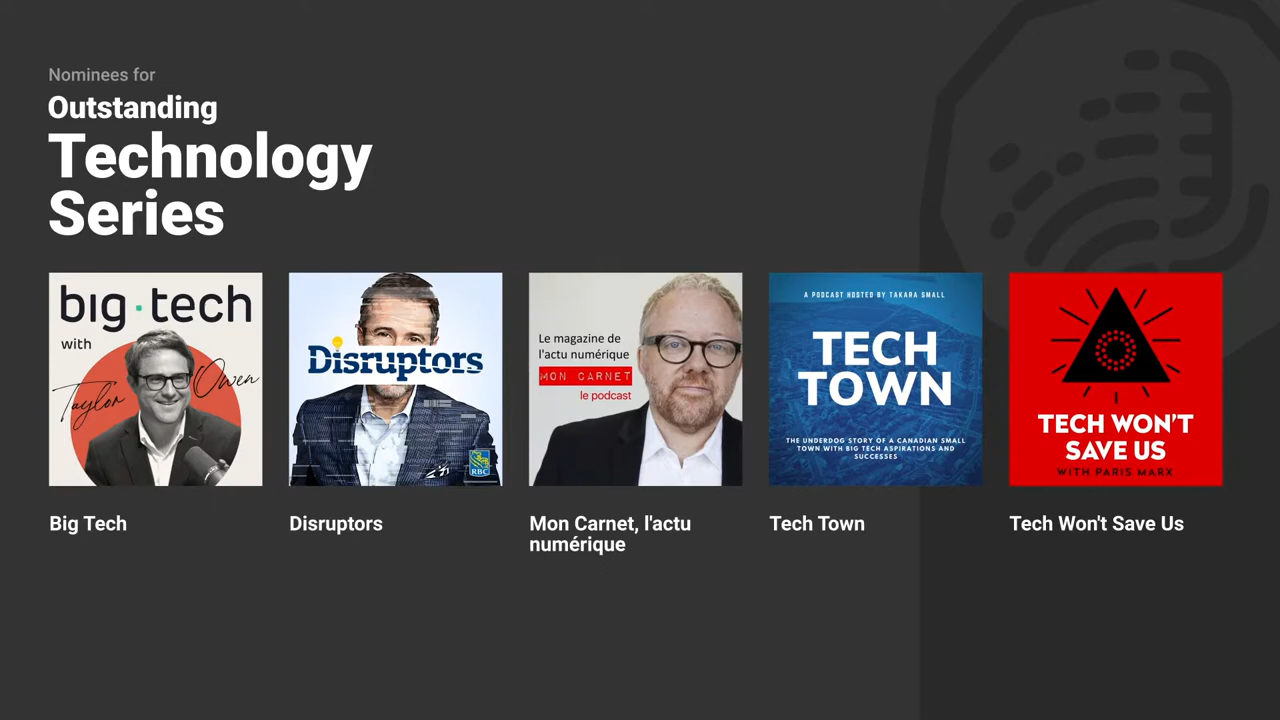 Nominees for
Outstanding
Technology
Series
bıg·tech
with
Taylor Owen
Disruptors
RBC
Le magazine de
l'actu numérique
MON CARNET
le podcast
A PODCAST HOSTED BY TAKARA SMALL
TECH
TOWN
THE UNDERDOG STORY OF A CANADIAN SMALL
TOWN WITH BIG TECH ASPIRATIONS AND
SUCCESSES
TECH WON'T
SAVE US
WITH PARIS MARX
Big Tech
Disruptors
Mon Carnet, l'actu
numérique
Tech Town
Tech Won't Save Us